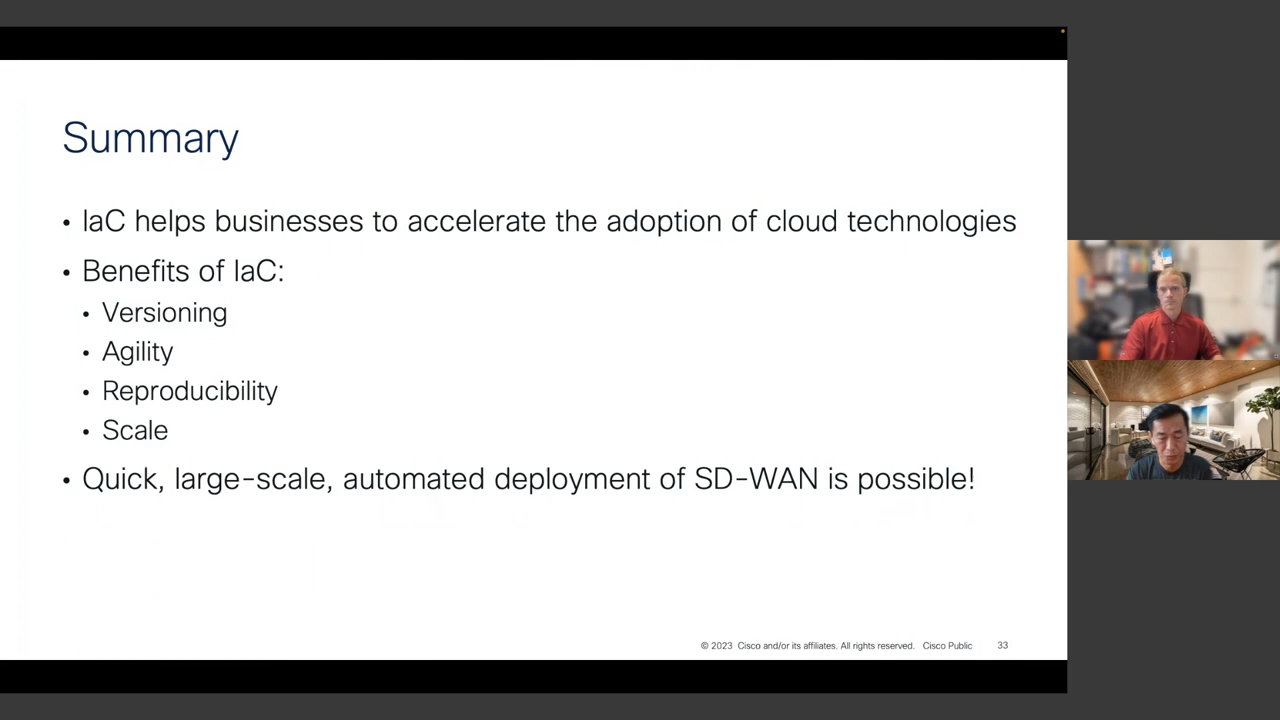 Summary
• IaC helps businesses to accelerate the adoption of cloud technologies
• Benefits of IaC:
• Versioning
• Agility
• Reproducibility
• Scale
• Quick, large-scale, automated deployment of SD-WAN is possible!
© 2023 Cisco and/or its affiliates. All rights reserved. Cisco Public 33